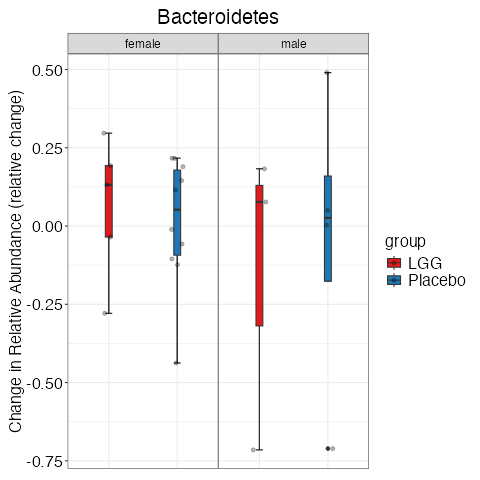 Bacteroidetes
female
male
Change in Relative Abundance (relative change)
0.50
0.25
0.00
-0.25
-0.50
-0.75
group
LGG
Placebo